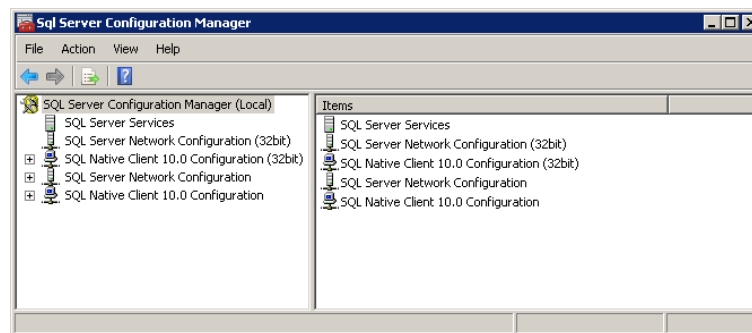 Sql Server Configuration Manager
File Action View Help
SQL Server Configuration Manager (Local)
SQL Server Services
SQL Server Network Configuration (32bit)
SQL Native Client 10.0 Configuration (32bit)
SQL Server Network Configuration
SQL Native Client 10.0 Configuration
Items
SQL Server Services
SQL Server Network Configuration (32bit)
SQL Native Client 10.0 Configuration (32bit)
SQL Server Network Configuration
SQL Native Client 10.0 Configuration